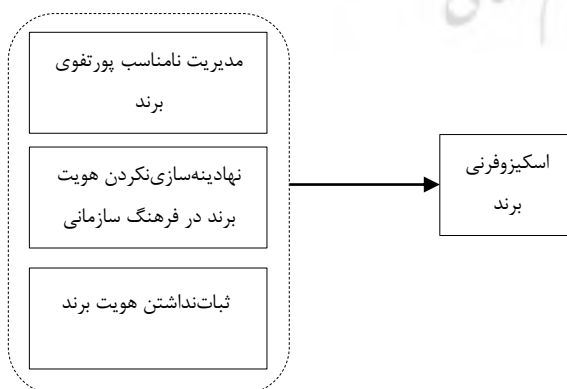 مدیریت نامناسب پورتفوی
برند
نهادینه‌سازی‌نکردن هویت
برند در فرهنگ سازمانی
ثبات‌نداشتن هویت برند
اسکیزوفرنی
برند